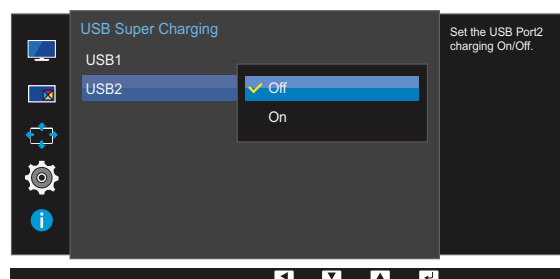 USB Super Charging
USB1
USB2
Off
On
Set the USB Port2
charging On/Off.